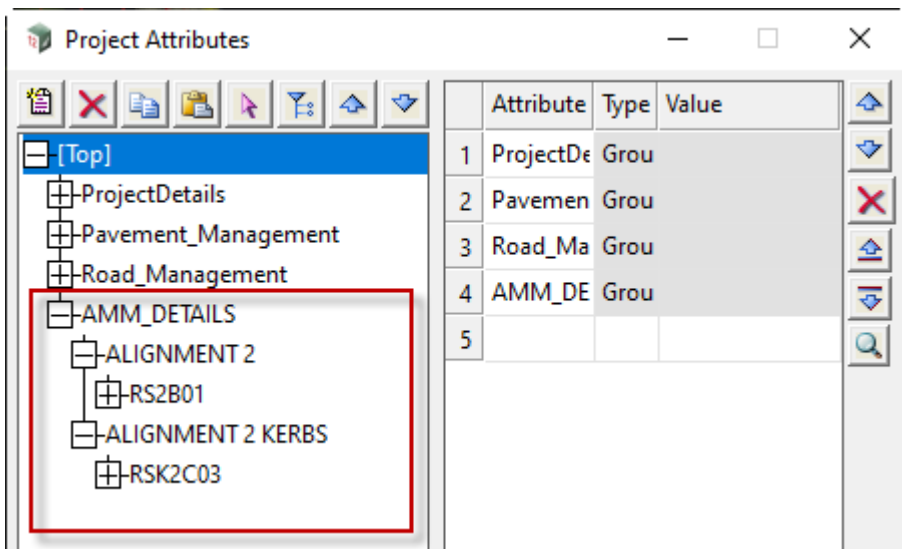 Project Attributes
[Top]
ProjectDetails
Pavement_Management
Road_Management
AMM_DETAILS
ALIGNMENT 2
RS2B01
ALIGNMENT 2 KERBS
RSK2C03
Attribute Type Value
1 ProjectDe Grou
2 Pavemen Grou
3 Road_Ma Grou
4 AMM_DE Grou
5